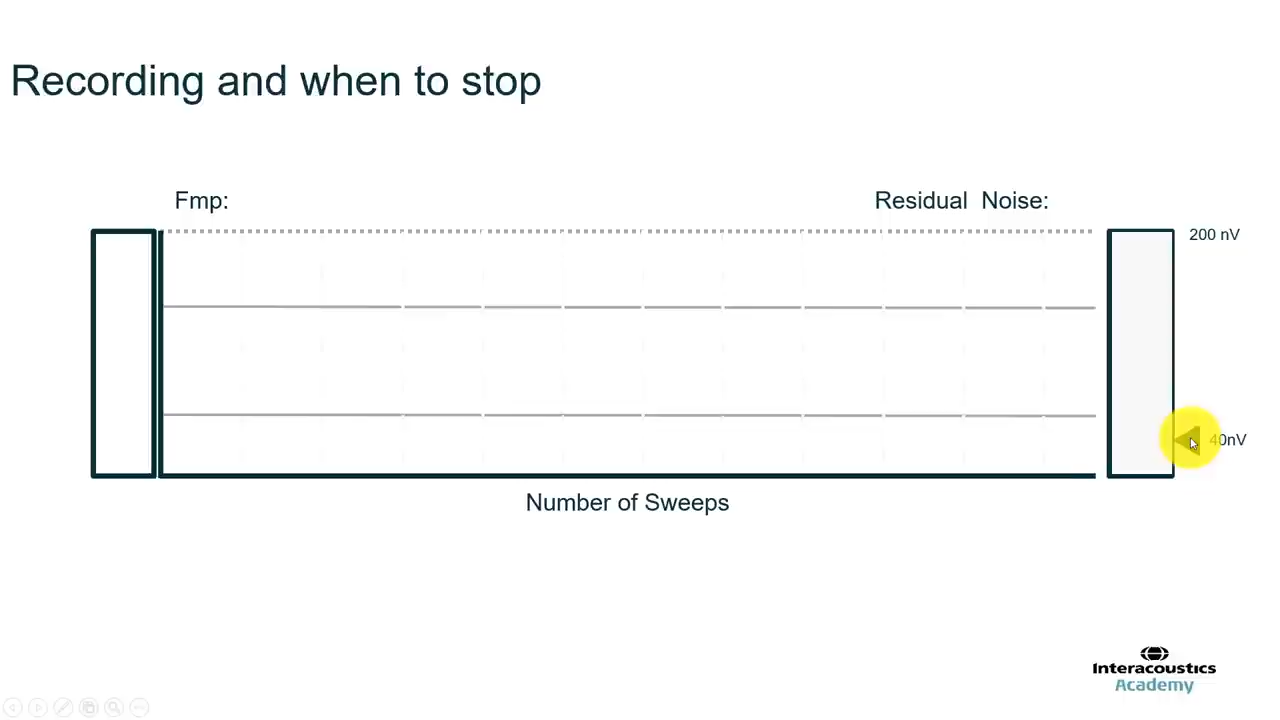 Recording and when to stop
Fmp:
Residual Noise:
200 nV
40nV
Number of Sweeps
Interacoustics
Academy